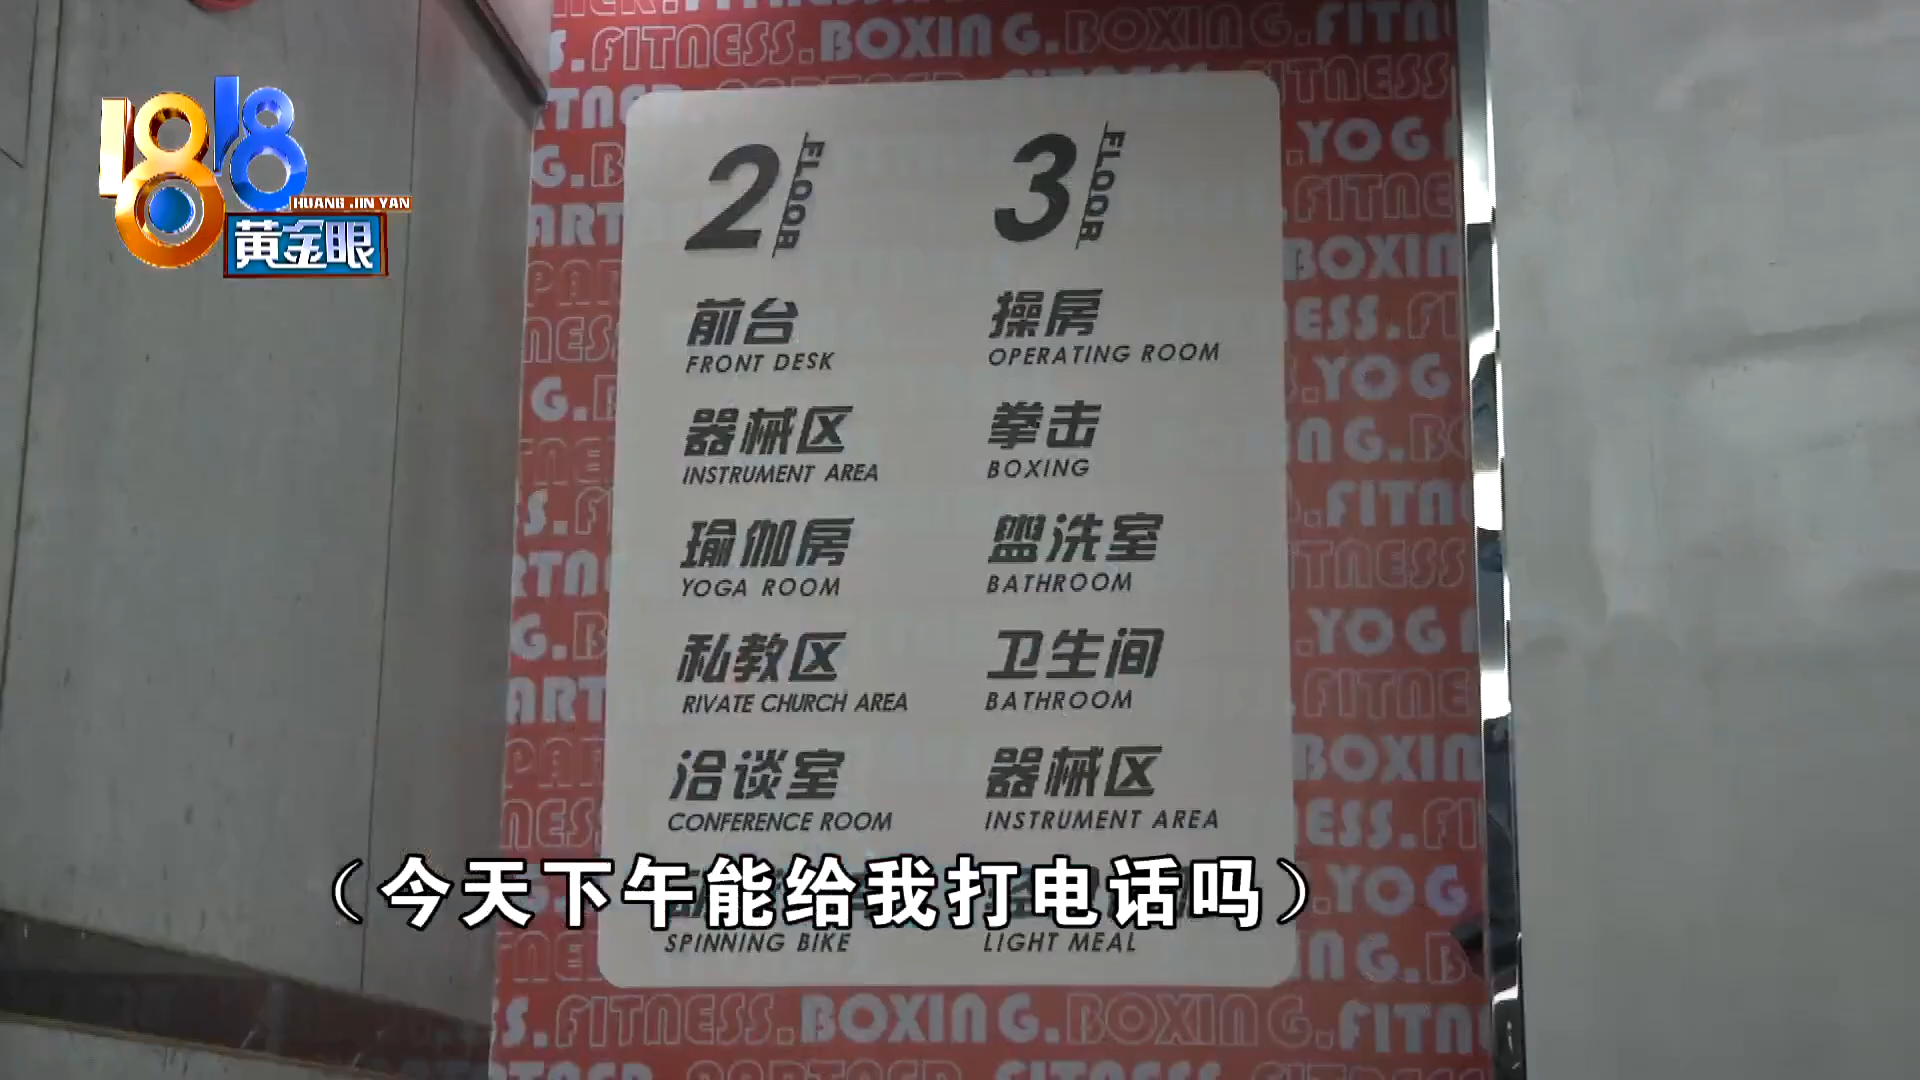 1818
HUANG JIN YAN
黄金眼
2 FLOOR
前台
FRONT DESK
器械区
INSTRUMENT AREA
瑜伽房
YOGA ROOM
私教区
RIVATE CHURCH AREA
洽谈室
CONFERENCE ROOM
SPINNING BIKE
3 FLOOR
操房
OPERATING ROOM
拳击
BOXING
盥洗室
BATHROOM
卫生间
BATHROOM
器械区
INSTRUMENT AREA
LIGHT MEAL
（今天下午能给我打电话吗）
S.FITNESS.BOXING.BOXING.FITN
YOGA
FITNESS
BOXIN
S.FITNESS.BOXING.BOXING.FITN